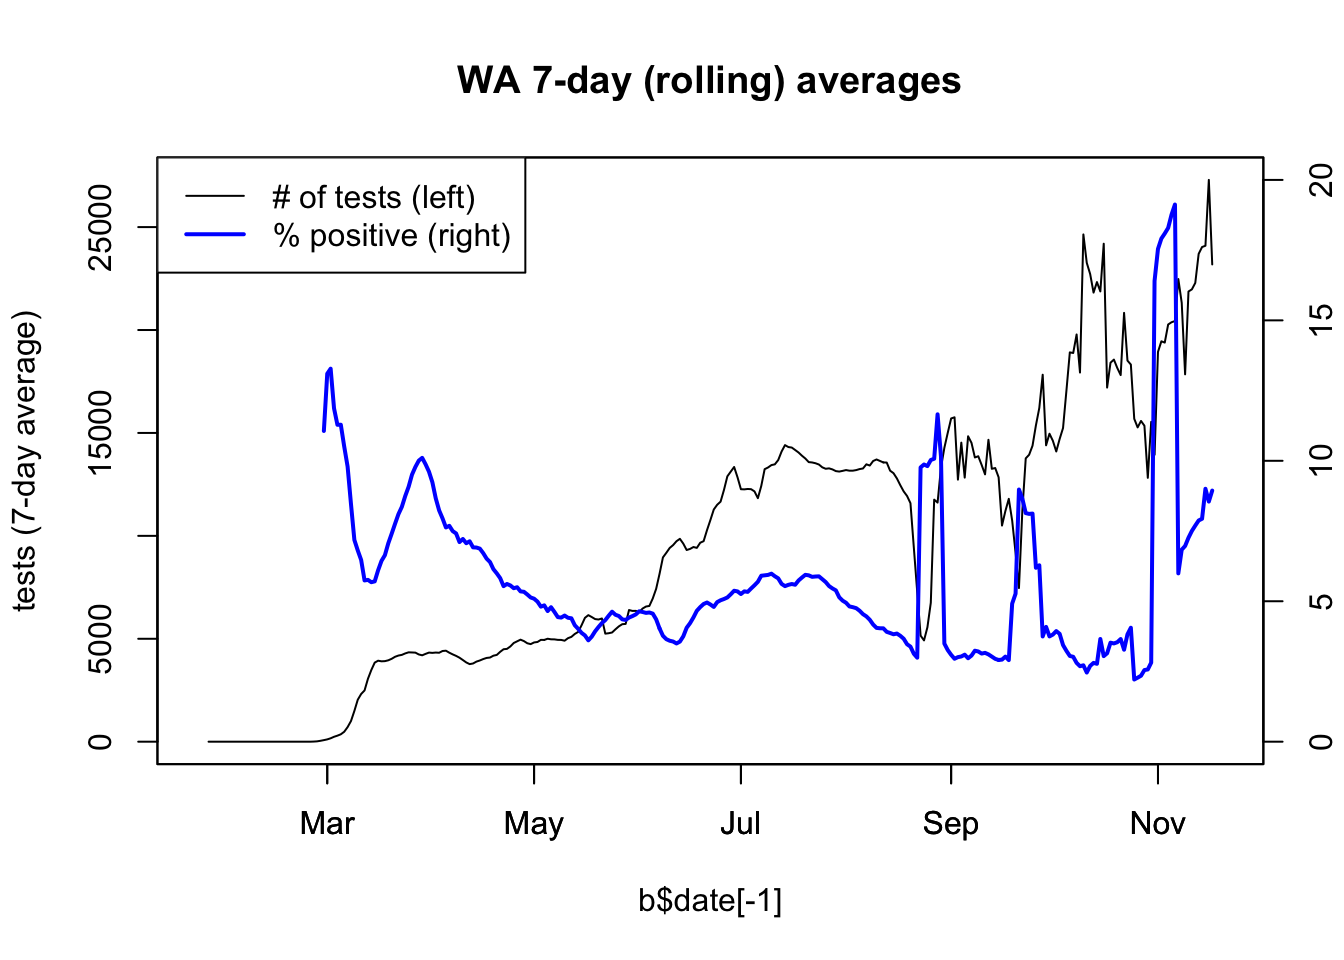 WA 7-day (rolling) averages
# of tests (left)
% positive (right)
tests (7-day average)
25000
15000
5000
0
20
15
10
5
0
Mar May Jul Sep Nov
b$date[-1]